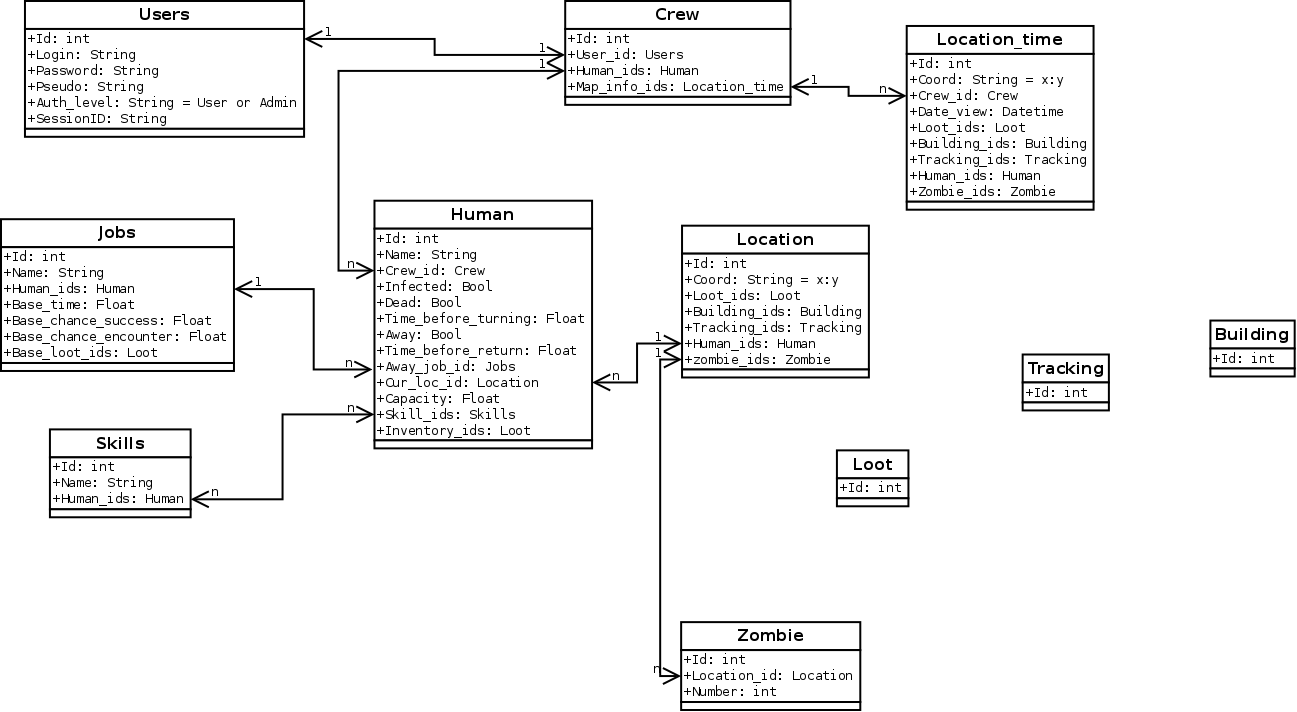 Users
+Id: int
+Login: String
+Password: String
+Pseudo: String
+Auth_level: String = User or Admin
+SessionID: String
1
1
1
Crew
+Id: int
+User_id: Users
+Human_ids: Human
+Map_info_ids: Location_time
1
n
Location_time
+Id: int
+Coord: String = x:y
+Crew_id: Crew
+Date_view: Datetime
+Loot_ids: Loot
+Building_ids: Building
+Tracking_ids: Tracking
+Human_ids: Human
+Zombie_ids: Zombie
Jobs
+Id: int
+Name: String
+Human_ids: Human
+Base_time: Float
+Base_chance_success: Float
+Base_chance_encounter: Float
+Base_loot_ids: Loot
1
n
n
n
Human
+Id: int
+Name: String
+Crew_id: Crew
+Infected: Bool
+Dead: Bool
+Time_before_turning: Float
+Away: Bool
+Time_before_return: Float
+Away_job_id: Jobs
+Cur_loc_id: Location
+Capacity: Float
+Skill_ids: Skills
+Inventory_ids: Loot
n
1
1
Location
+Id: int
+Coord: String = x:y
+Loot_ids: Loot
+Building_ids: Building
+Tracking_ids: Tracking
+Human_ids: Human
+zombie_ids: Zombie
Building
+Id: int
Tracking
+Id: int
Skills
+Id: int
+Name: String
+Human_ids: Human
n
Loot
+Id: int
n
Zombie
+Id: int
+Location_id: Location
+Number: int